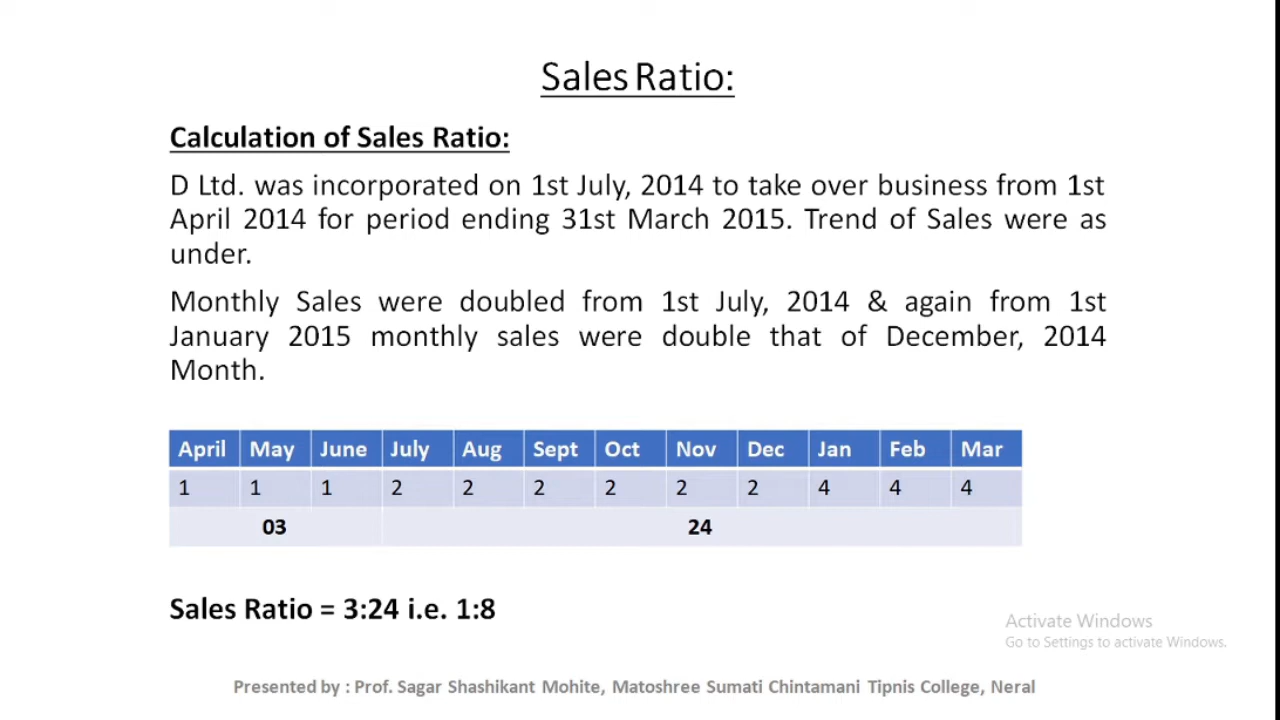 Sales Ratio:
Calculation of Sales Ratio:
D Ltd. was incorporated on 1st July, 2014 to take over business from 1st
April 2014 for period ending 31st March 2015. Trend of Sales were as
under.
Monthly Sales were doubled from 1st July, 2014 & again from 1st
January 2015 monthly sales were double that of December, 2014
Month.
April May June July Aug Sept Oct Nov Dec Jan Feb Mar
1 1 1 2 2 2 2 2 2 4 4 4
03 24
Sales Ratio = 3:24 i.e. 1:8
Activate Windows
Go to Settings to activate Windows.
Presented by : Prof. Sagar Shashikant Mohite, Matoshree Sumati Chintamani Tipnis College, Neral